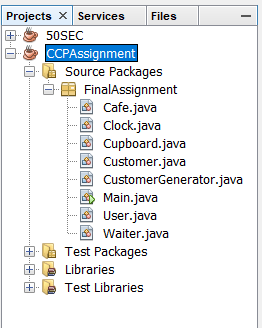 Projects Services Files
50SEC
CCPAssignment
Source Packages
FinalAssignment
Cafe.java
Clock.java
Cupboard.java
Customer.java
CustomerGenerator.java
Main.java
User.java
Waiter.java
Test Packages
Libraries
Test Libraries